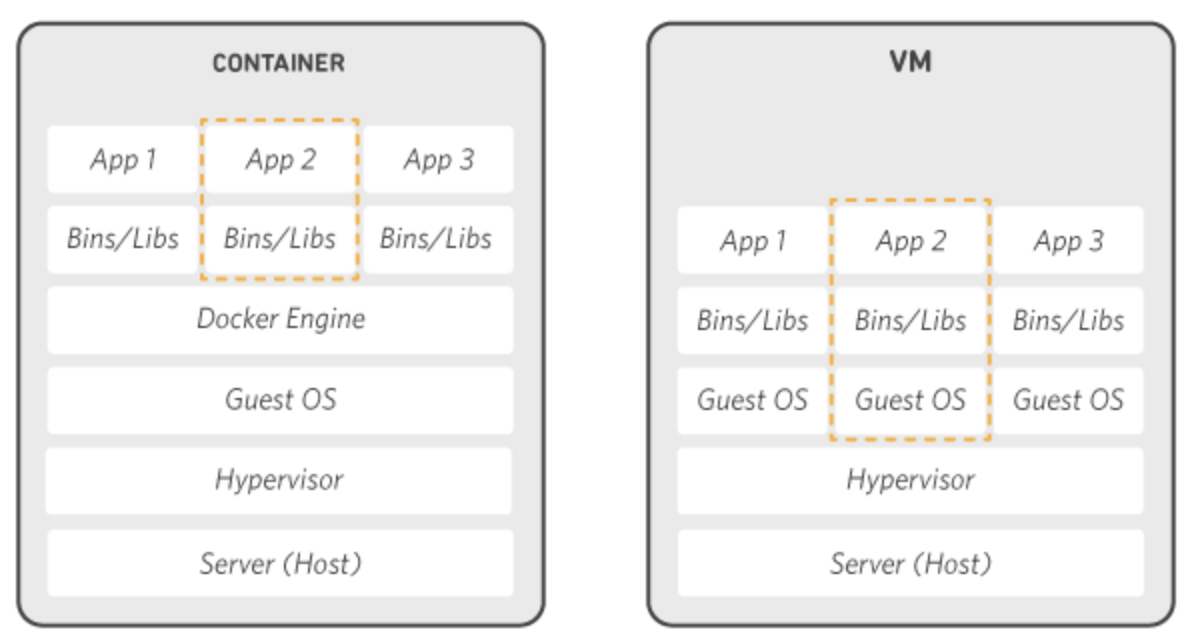 CONTAINER
App 1
App 2
App 3
Bins/Libs
Bins/Libs
Bins/Libs
Docker Engine
Guest OS
Hypervisor
Server (Host)
VM
App 1
App 2
App 3
Bins/Libs
Bins/Libs
Bins/Libs
Guest OS
Guest OS
Guest OS
Hypervisor
Server (Host)